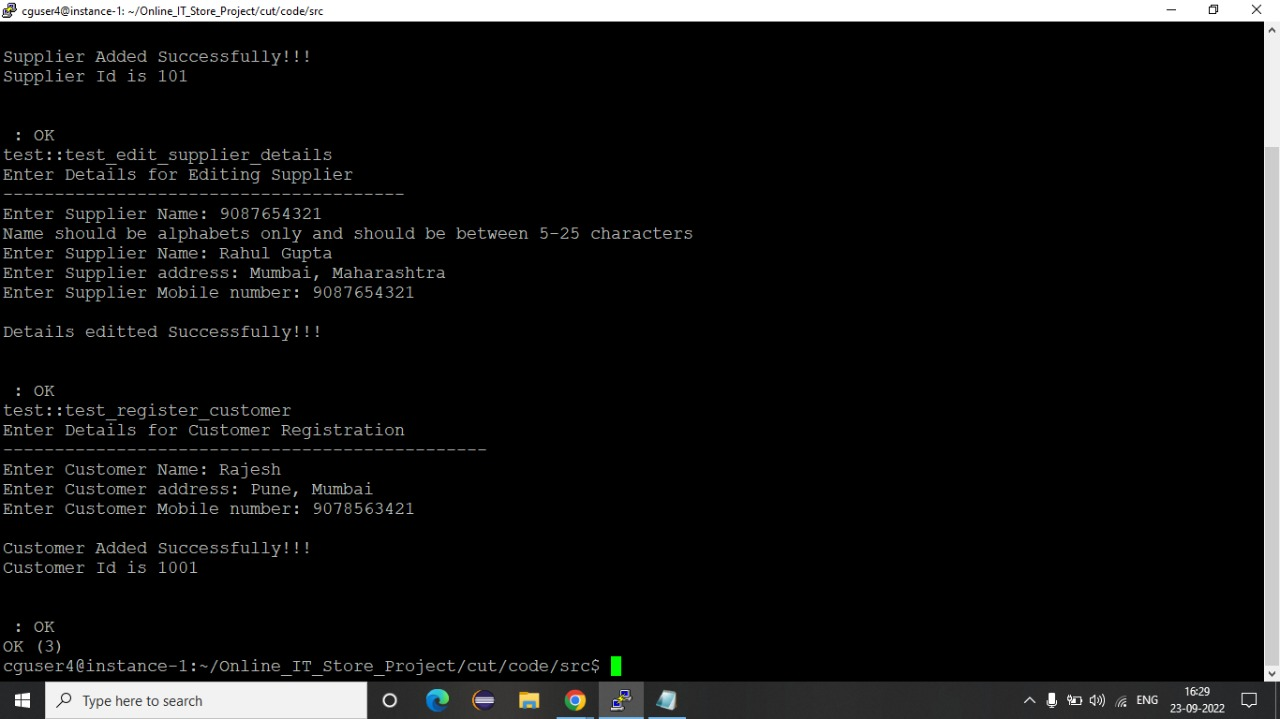 cguser4@instance-1: ~/Online_IT_Store_Project/cut/code/src
Supplier Added Successfully!!!
Supplier Id is 101
: OK
test::test_edit_supplier_details
Enter Details for Editing Supplier
---------------------------------------
Enter Supplier Name: 9087654321
Name should be alphabets only and should be between 5-25 characters
Enter Supplier Name: Rahul Gupta
Enter Supplier address: Mumbai, Maharashtra
Enter Supplier Mobile number: 9087654321
Details editted Successfully!!!
: OK
test::test_register_customer
Enter Details for Customer Registration
-----------------------------------------------
Enter Customer Name: Rajesh
Enter Customer address: Pune, Mumbai
Enter Customer Mobile number: 9078563421
Customer Added Successfully!!!
Customer Id is 1001
: OK
OK (3)
cguser4@instance-1:~/Online_IT_Store_Project/cut/code/src$
Type here to search
ENG
16:29
23-09-2022